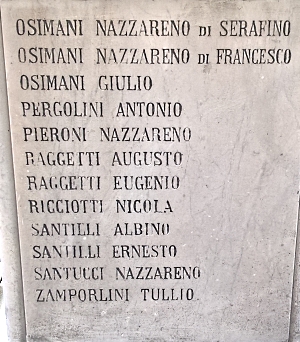 OSIMANI NAZZARENO DI SERAFINO
OSIMANI NAZZARENO DI FRANCESCO
OSIMANI GIULIO
PERGOLINI ANTONIO
PIERONI NAZZARENO
RAGGETTI AUGUSTO
RAGGETTI EUGENIO
RICCIOTTI NICOLA
SANTILLI ALBINO
SANTILLI ERNESTO
SANTUCCI NAZZARENO
ZAMPORLINI TULLIO